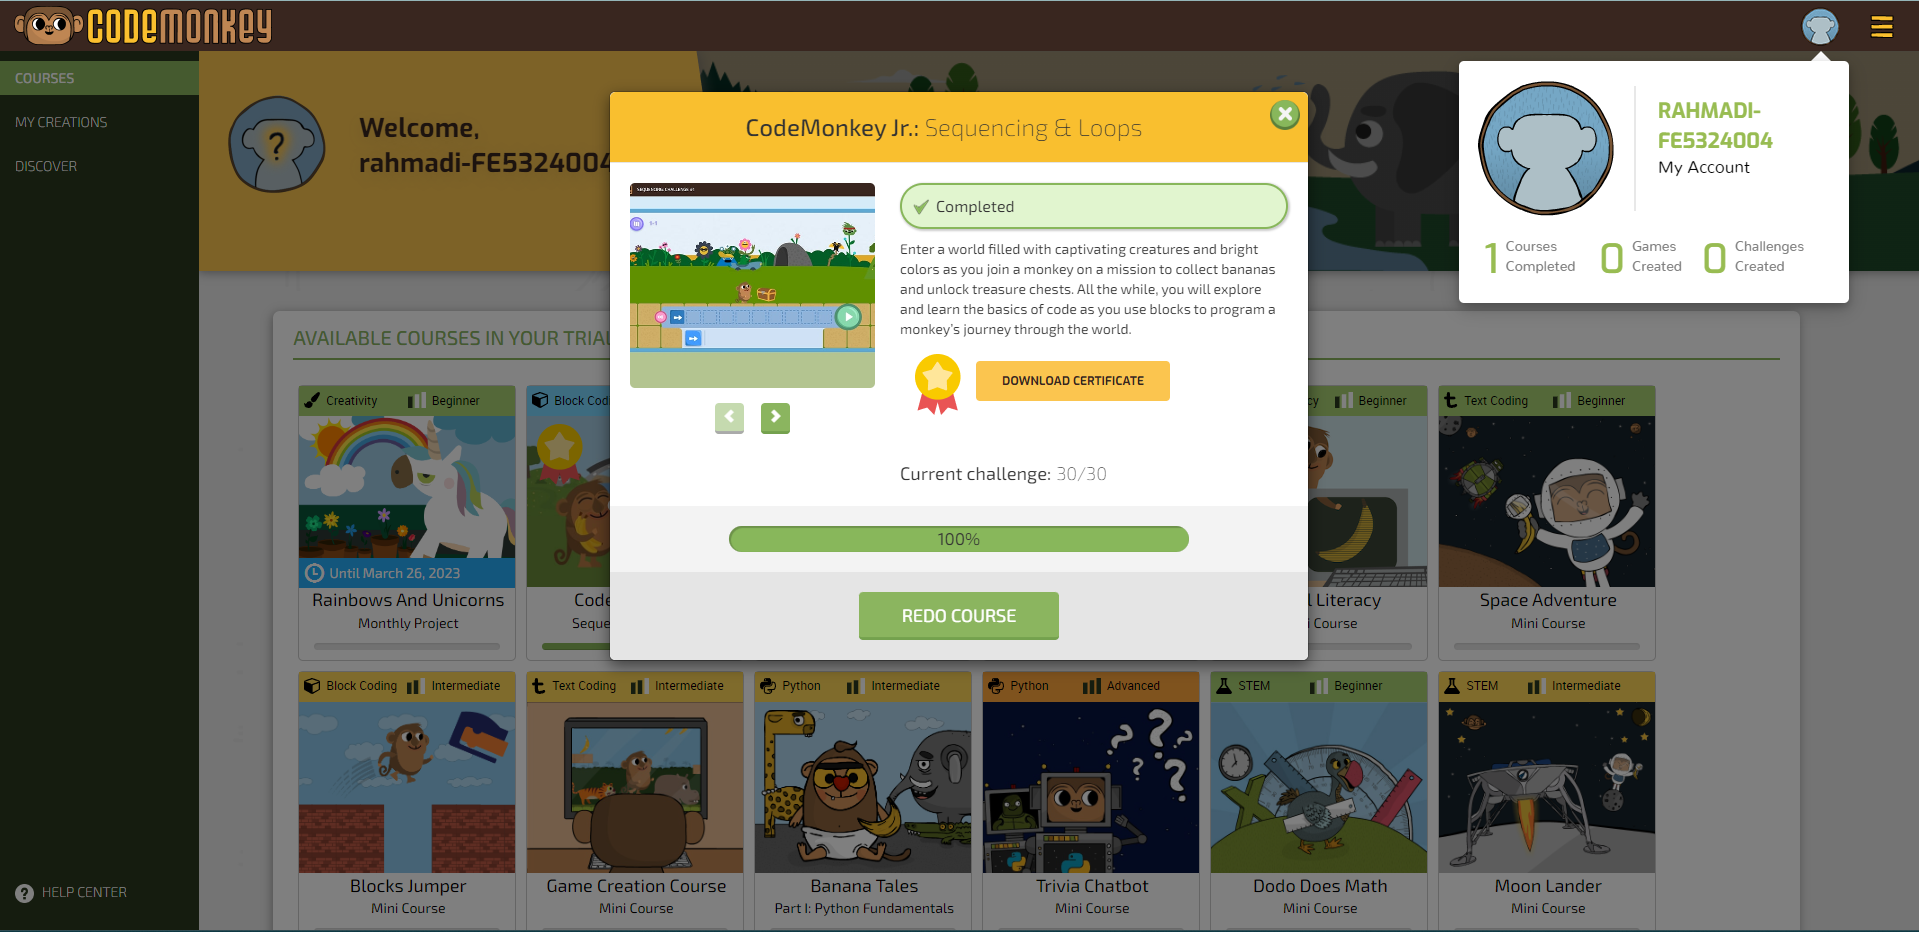 CODEMONKEY
COURSES
MY CREATIONS
DISCOVER
HELP CENTER
Welcome,
rahmadi-FE5324004
RAHMADI-
FE5324004
My Account
1 Courses Completed
0 Games Created
0 Challenges Created
CodeMonkey Jr.: Sequencing & Loops
Completed
Enter a world filled with captivating creatures and bright
colors as you join a monkey on a mission to collect bananas
and unlock treasure chests. All the while, you will explore
and learn the basics of code as you use blocks to program a
monkey's journey through the world.
DOWNLOAD CERTIFICATE
Current challenge: 30/30
100%
REDO COURSE
AVAILABLE COURSES IN YOUR TRIAL
Creativity Beginner
Until March 26, 2023
Rainbows And Unicorns
Monthly Project
Block Cod
Code
Seque
cy Beginner
l Literacy
i Course
Text Coding Beginner
Space Adventure
Mini Course
Block Coding Intermediate
Blocks Jumper
Mini Course
Text Coding Intermediate
Game Creation Course
Mini Course
Python Intermediate
Banana Tales
Part I: Python Fundamentals
Python Advanced
Trivia Chatbot
Mini Course
STEM Beginner
Dodo Does Math
Mini Course
STEM Intermediate
Moon Lander
Mini Course